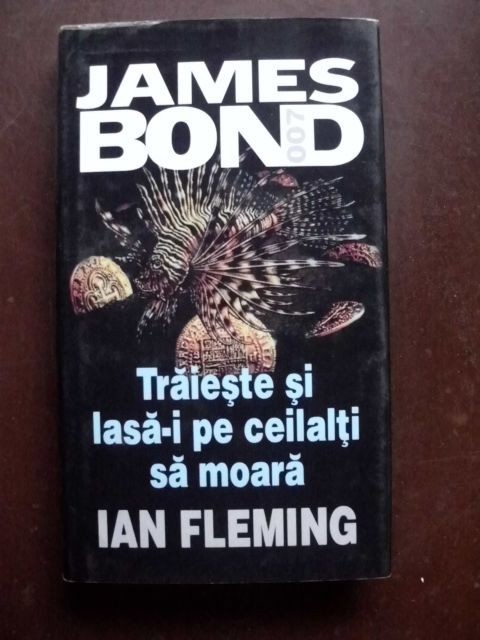 JAMES
BOND
007
Trăiește și
lasă-i pe ceilalți
să moară
IAN FLEMING